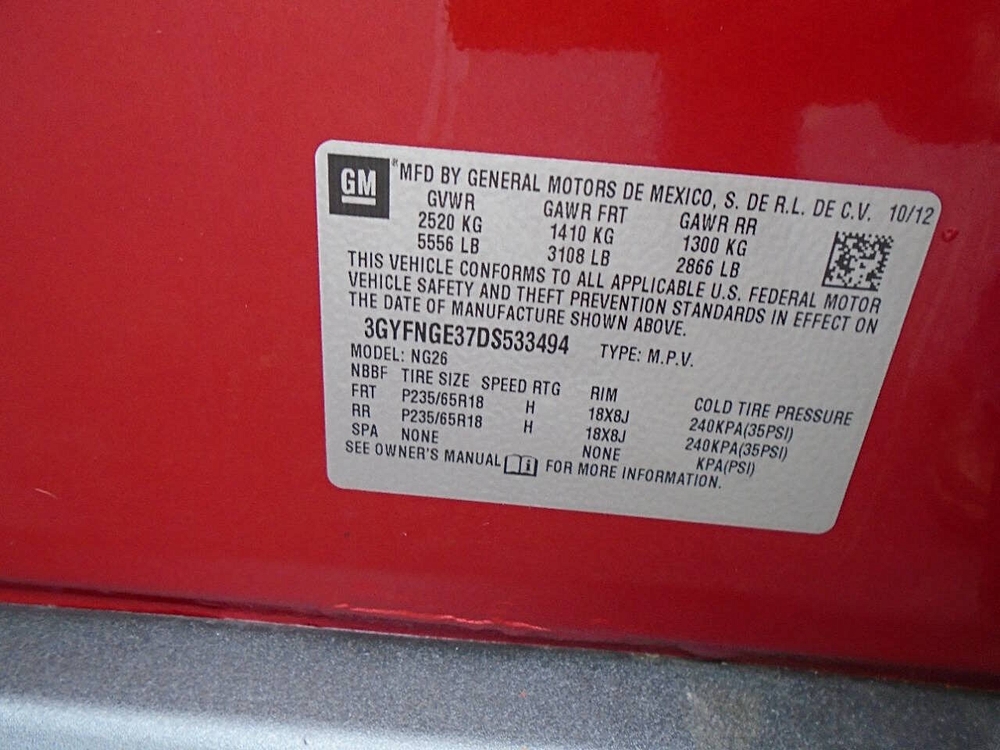 GM *MFD BY GENERAL MOTORS DE MEXICO, S. DE R.L. DE C.V. 10/12
GVWR GAWR FRT GAWR RR
2520 KG 1410 KG 1300 KG
5556 LB 3108 LB 2866 LB
THIS VEHICLE CONFORMS TO ALL APPLICABLE U.S. FEDERAL MOTOR
VEHICLE SAFETY AND THEFT PREVENTION STANDARDS IN EFFECT ON
THE DATE OF MANUFACTURE SHOWN ABOVE.
3GYFNGE37DS533494 TYPE: M.P.V.
MODEL: NG26
NBBF TIRE SIZE SPEED RTG RIM COLD TIRE PRESSURE
FRT P235/65R18 H 18X8J 240KPA(35PSI)
RR P235/65R18 H 18X8J 240KPA(35PSI)
SPA NONE NONE KPA(PSI)
SEE OWNER'S MANUAL i FOR MORE INFORMATION.